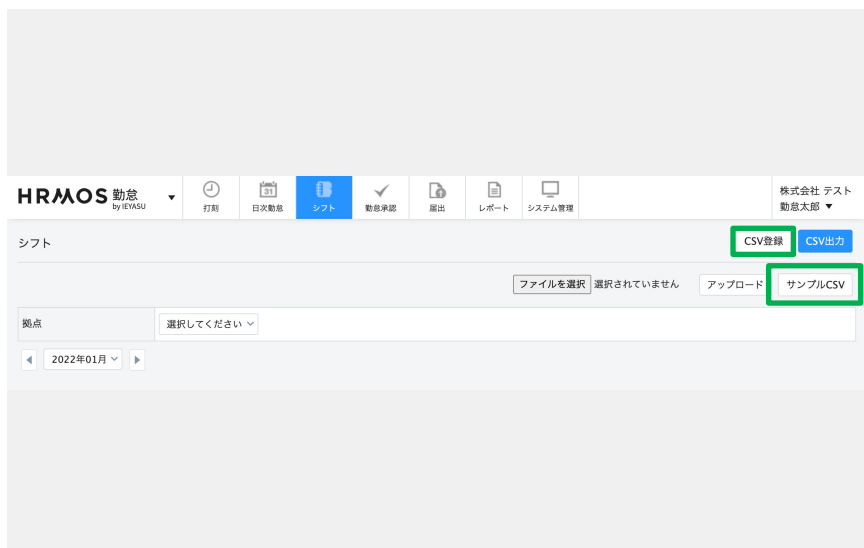 HRMOS 勤怠
by IEYASU
打刻
31
日次勤怠
シフト
勤怠承認
届出
レポート
システム管理
株式会社 テスト
勤怠太郎 ▼
シフト
CSV登録
CSV出力
ファイルを選択 選択されていません
アップロード
サンプルCSV
拠点
選択してください
2022年01月